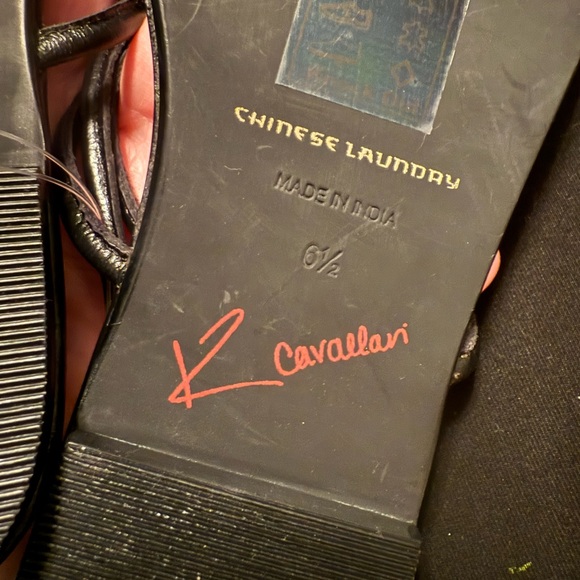 CHINESE LAUNDRY
MADE IN INDIA
6½
K Cavallari